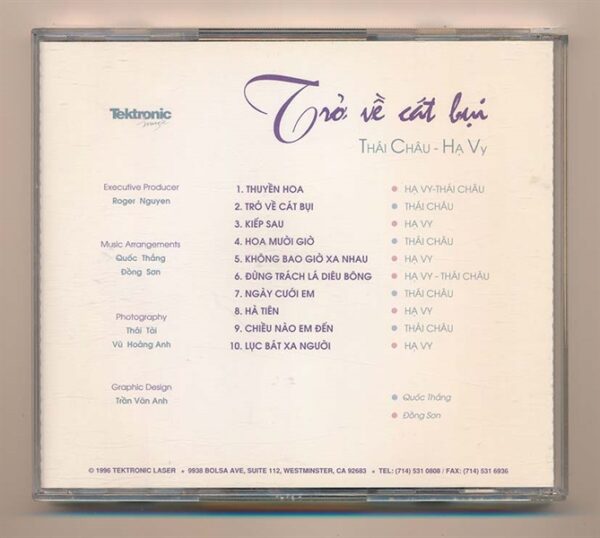 Tektronic
music
Trở về cát bụi
THÁI CHÂU - HẠ VY
Executive Producer
Roger Nguyen
Music Arrangements
Quốc Thắng
Đồng Sơn
Photography
Thái Tài
Vũ Hoàng Anh
Graphic Design
Trần Vân Anh
1. THUYỀN HOA • HẠ VY-THÁI CHÂU
2. TRỞ VỀ CÁT BỤI • THÁI CHÂU
3. KIẾP SAU • HẠ VY
4. HOA MƯỜI GIỜ • THÁI CHÂU
5. KHÔNG BAO GIỜ XA NHAU • HẠ VY
6. ĐỪNG TRÁCH LÁ DIÊU BÔNG • HẠ VY - THÁI CHÂU
7. NGÀY CƯỚI EM • THÁI CHÂU
8. HÀ TIÊN • HẠ VY
9. CHIỀU NÀO EM ĐẾN • THÁI CHÂU
10. LỤC BÁT XA NGƯỜI • HẠ VY
• Quốc Thắng
• Đồng Sơn
© 1996 TEKTRONIC LASER • 9938 BOLSA AVE, SUITE 112, WESTMINSTER, CA 92683 • TEL: (714) 531 0808 / FAX: (714) 531 6936